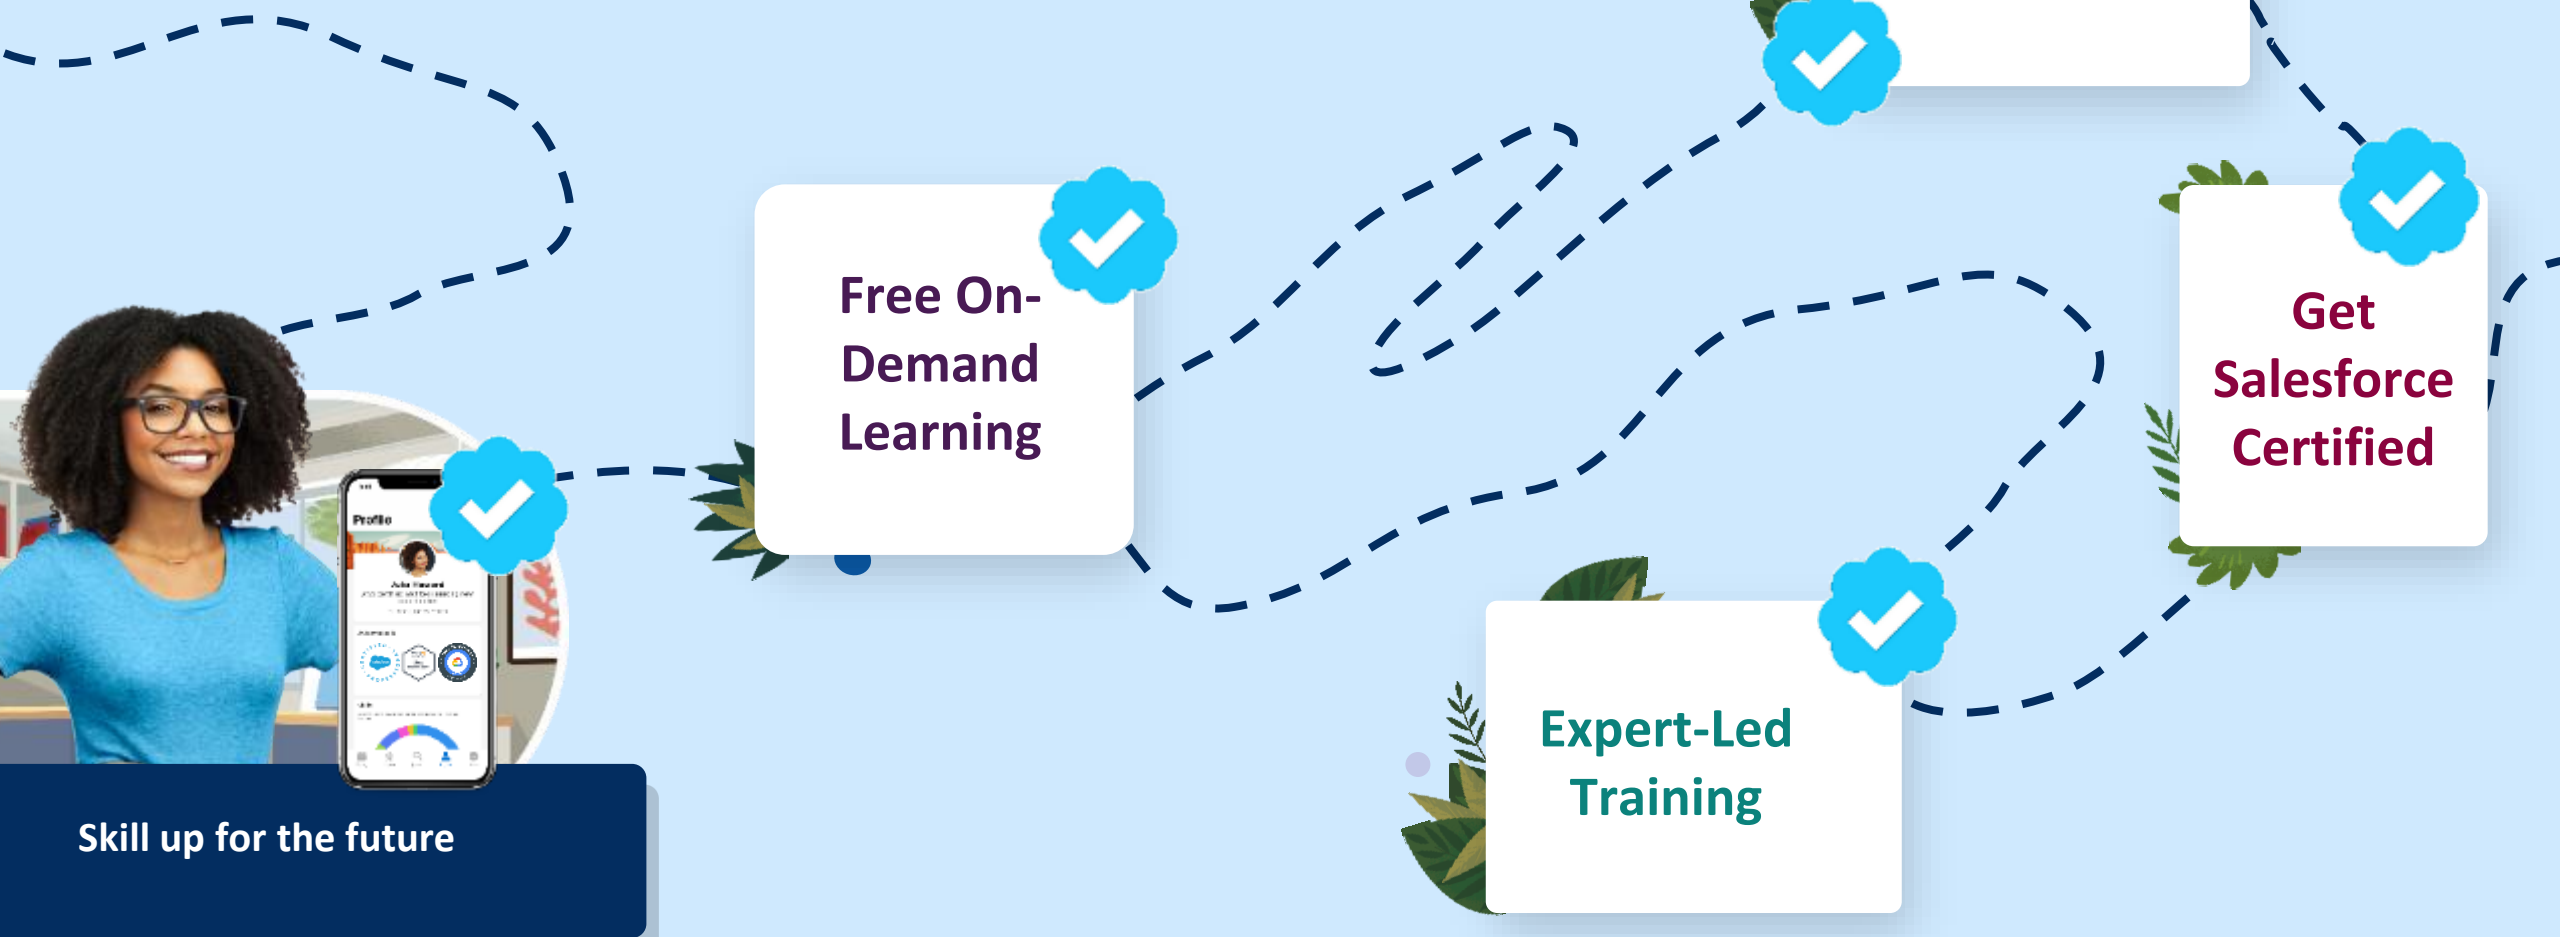 Free On-
Demand
Learning
Get
Salesforce
Certified
Profile
Expert-Led
Training
Skill up for the future